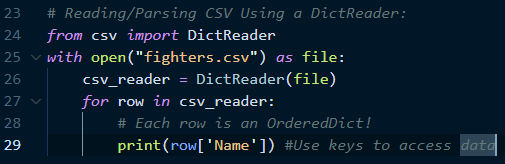 23 # Reading/Parsing CSV Using a DictReader:
24 from csv import DictReader
25 with open("fighters.csv") as file:
26     csv_reader = DictReader(file)
27     for row in csv_reader:
28         # Each row is an OrderedDict!
29         print(row['Name']) #Use keys to access data